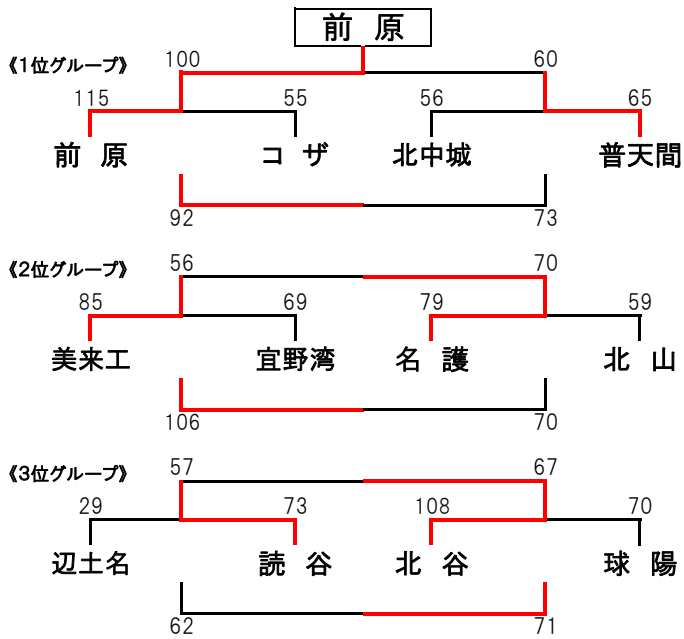 前 原
《1位グループ》
100 60
115 55 56 65
前 原 コ ザ 北中城 普天間
92 73
《2位グループ》
56 70
85 69 79 59
美来工 宜野湾 名 護 北 山
106 70
《3位グループ》
57 67
29 73 108 70
辺土名 読 谷 北 谷 球 陽
62 71